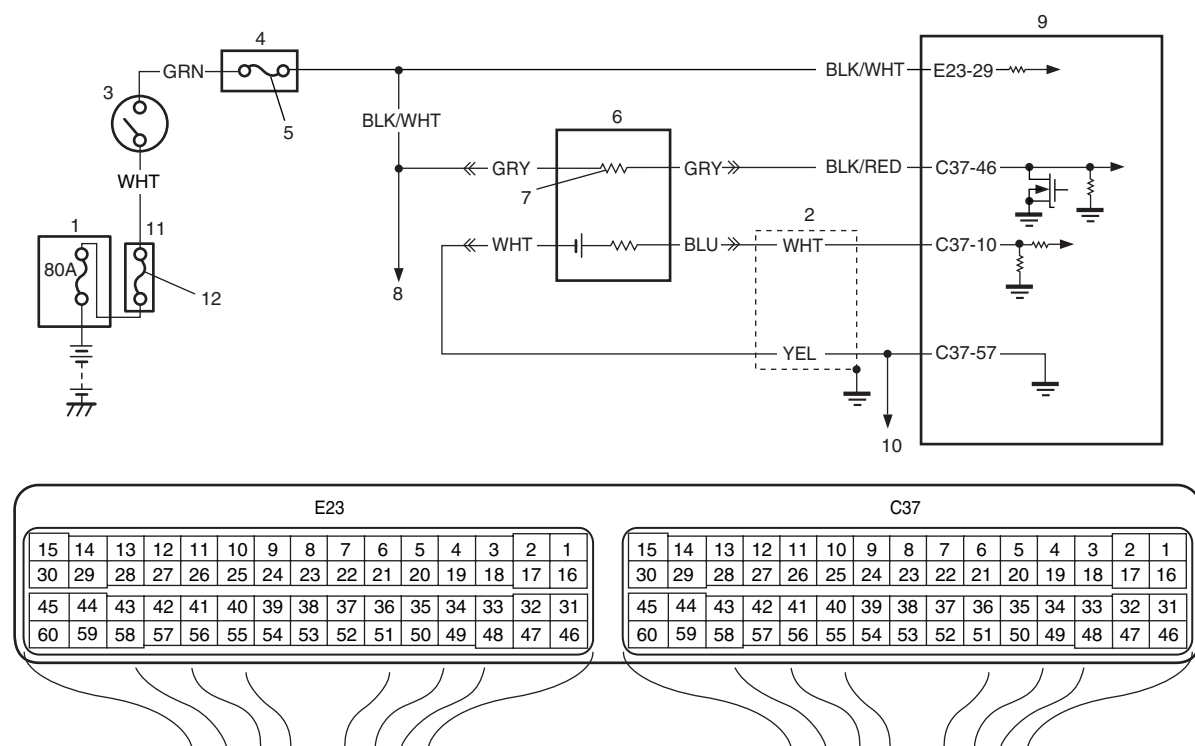 9
4
GRN
BLK/WHT
E23-29
3
5
BLK/WHT
6
GRY
GRY
BLK/RED
C37-46
7
WHT
2
1
11
WHT
BLU
WHT
C37-10
80A
12
8
YEL
C37-57
10
E23
C37
15 14 13 12 11 10 9 8 7 6 5 4 3 2 1
15 14 13 12 11 10 9 8 7 6 5 4 3 2 1
30 29 28 27 26 25 24 23 22 21 20 19 18 17 16
30 29 28 27 26 25 24 23 22 21 20 19 18 17 16
45 44 43 42 41 40 39 38 37 36 35 34 33 32 31
45 44 43 42 41 40 39 38 37 36 35 34 33 32 31
60 59 58 57 56 55 54 53 52 51 50 49 48 47 46
60 59 58 57 56 55 54 53 52 51 50 49 48 47 46